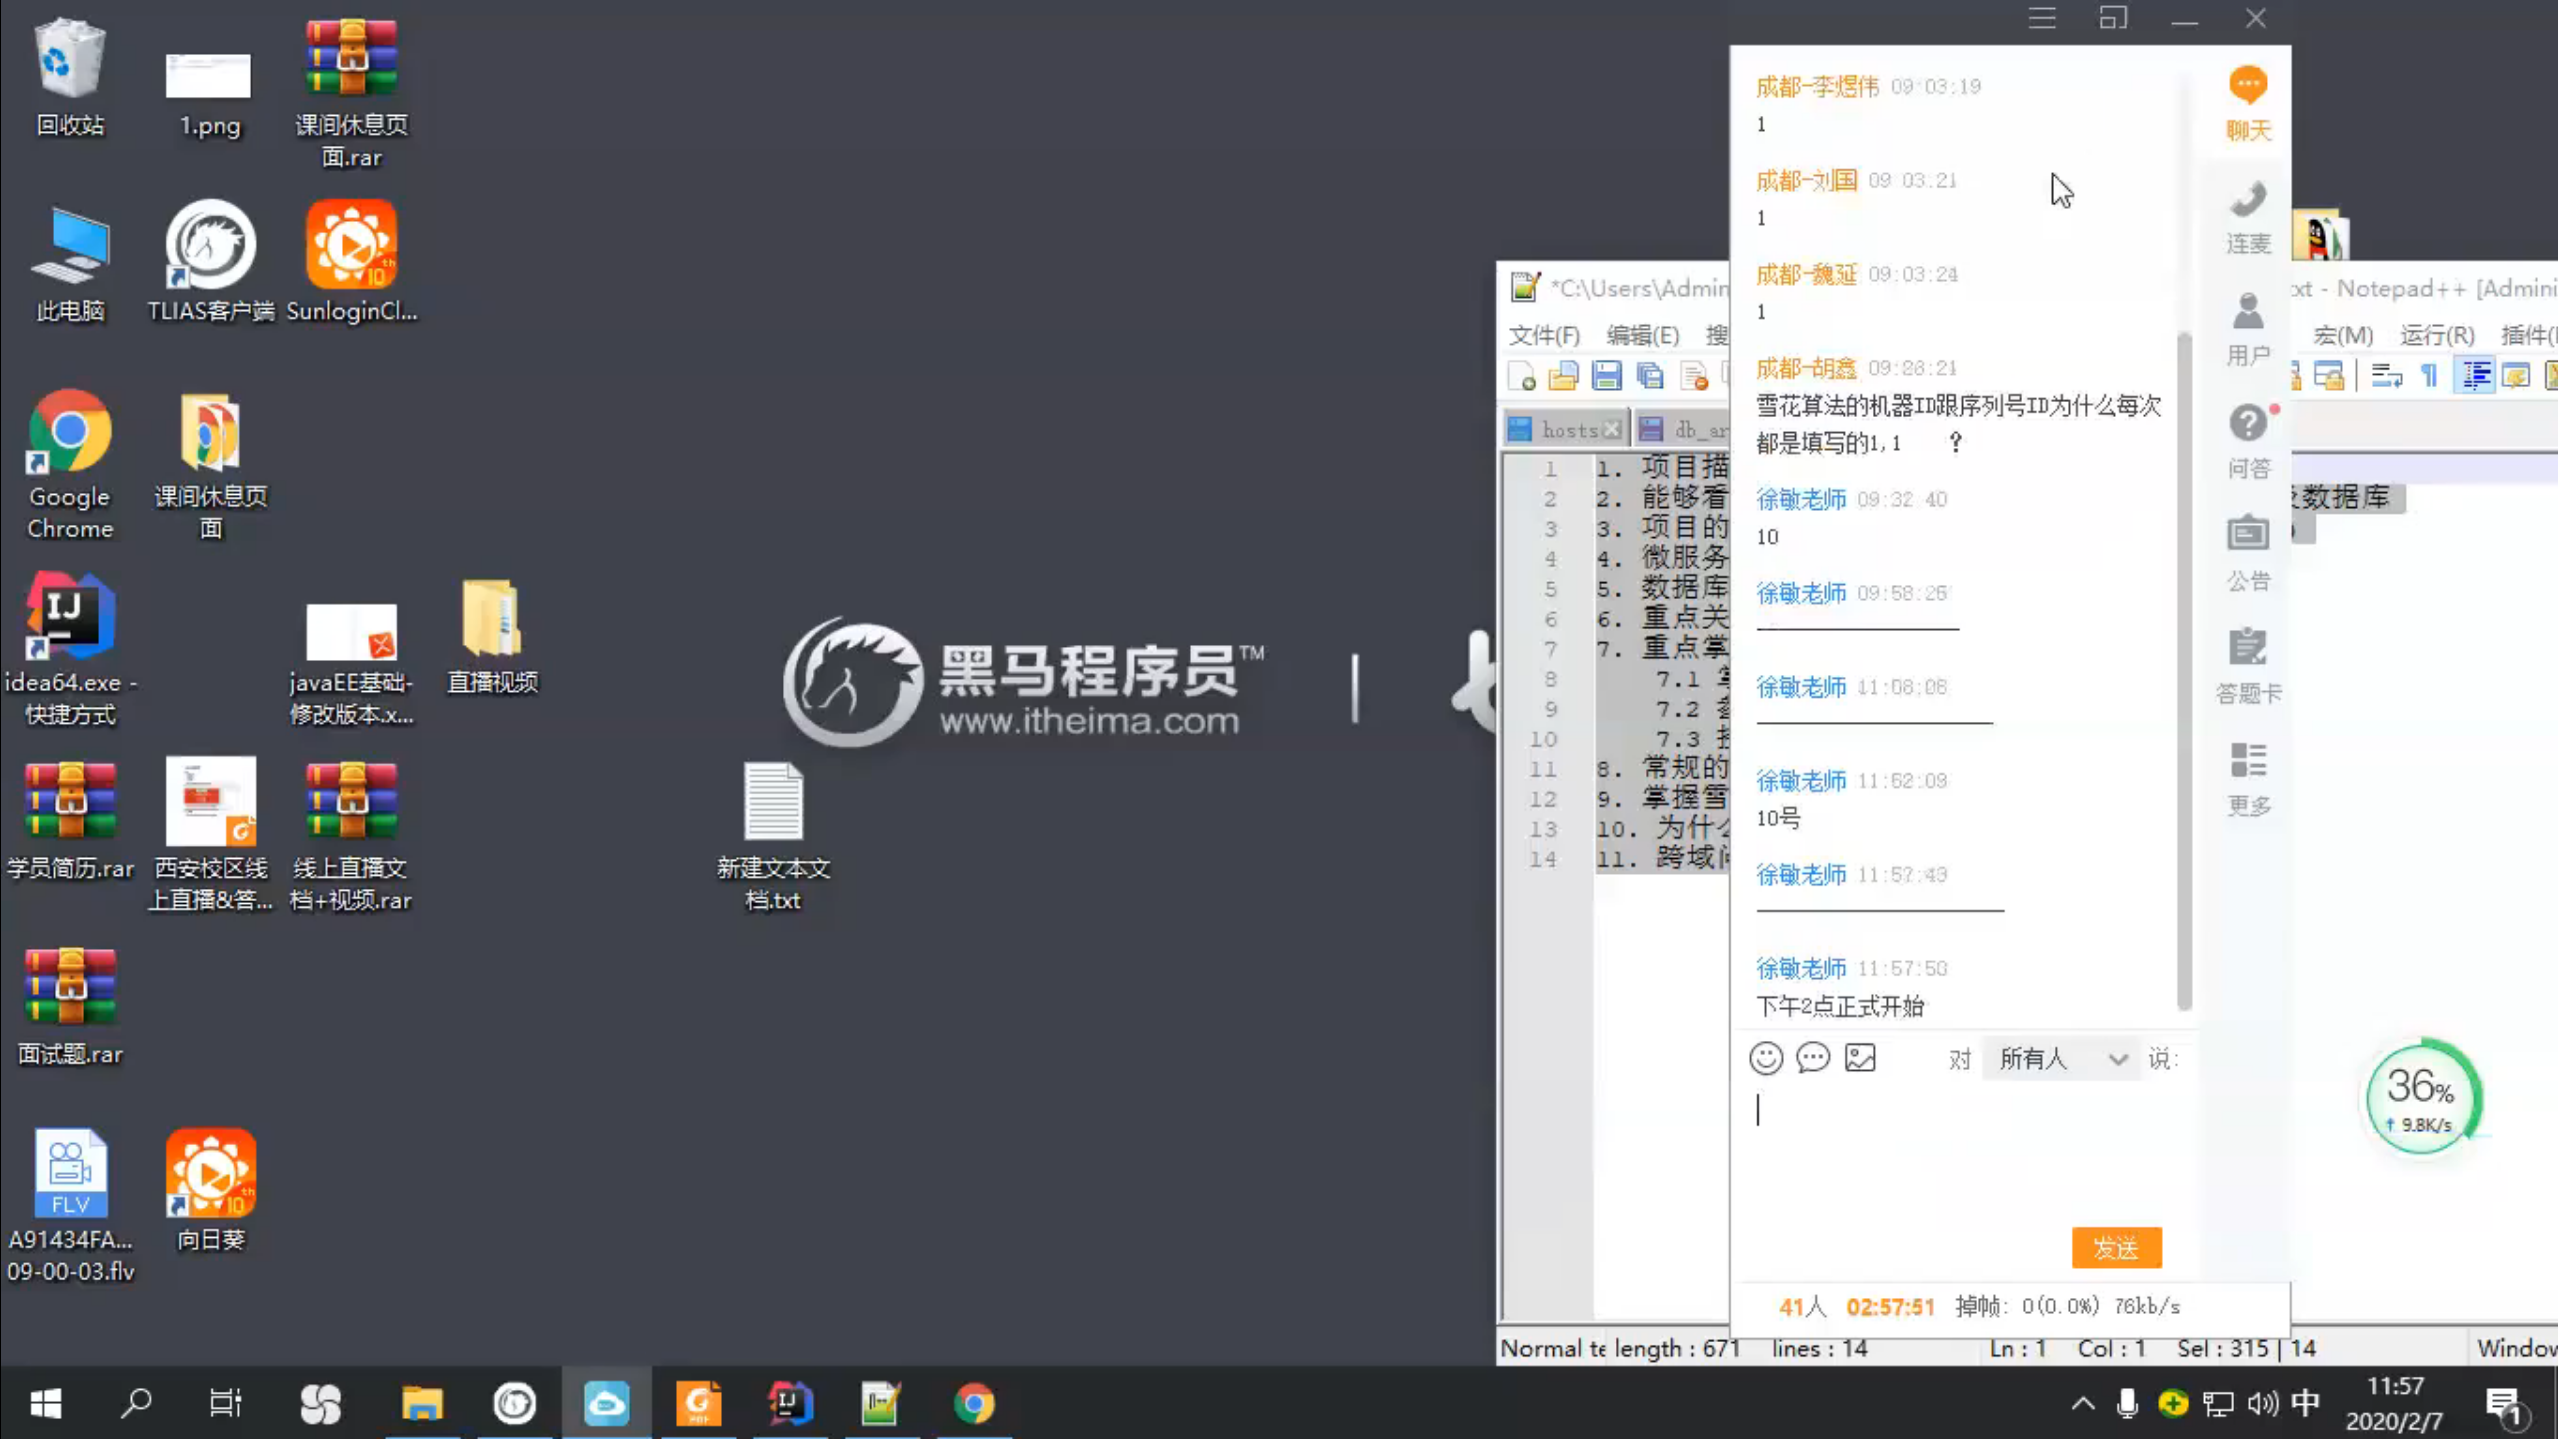 回收站
1.png
课间休息页
面.rar
此电脑
TLIAS客户端
SunloginCl...
Google
Chrome
课间休息页
面
idea64.exe -
快捷方式
javaEE基础-
修改版本.x...
直播视频
学员简历.rar
西安校区线
上直播&答...
线上直播文
档+视频.rar
新建文本文
档.txt
面试题.rar
FLV
A91434FA...
09-00-03.flv
向日葵
黑马程序员™
www.itheima.com
*C:\Users\Admin
xt - Notepad++ [Admini
文件(F) 编辑(E) 搜
宏(M) 运行(R) 插件(
hosts
db_ar
1 1. 项目描
2 2. 能够看
数据库
3 3. 项目的
4 4. 微服务
5 5. 数据库
6 6. 重点关
7 7. 重点掌
8 7.1
9 7.2
10 7.3
11 8. 常规的
12 9. 掌握雪
13 10. 为什么
14 11. 跨域问
成都-李煜伟 09:03:19
1
成都-刘国 09:03:21
1
成都-魏延 09:03:24
1
成都-胡鑫 09:28:21
雪花算法的机器ID跟序列号ID为什么每次
都是填写的1,1 ?
徐敏老师 09:32:40
10
徐敏老师 09:58:25
徐敏老师 11:08:06
徐敏老师 11:52:09
10号
徐敏老师 11:57:43
徐敏老师 11:57:50
下午2点正式开始
对 所有人 说:
发送
41人 02:57:51 掉帧: 0(0.0%) 76kb/s
聊天
连麦
用户
问答
公告
答题卡
更多
36%
↑ 9.8K/s
Normal te length : 671 lines : 14 Ln : 1 Col : 1 Sel : 315 | 14 Window
中
11:57
2020/2/7
1